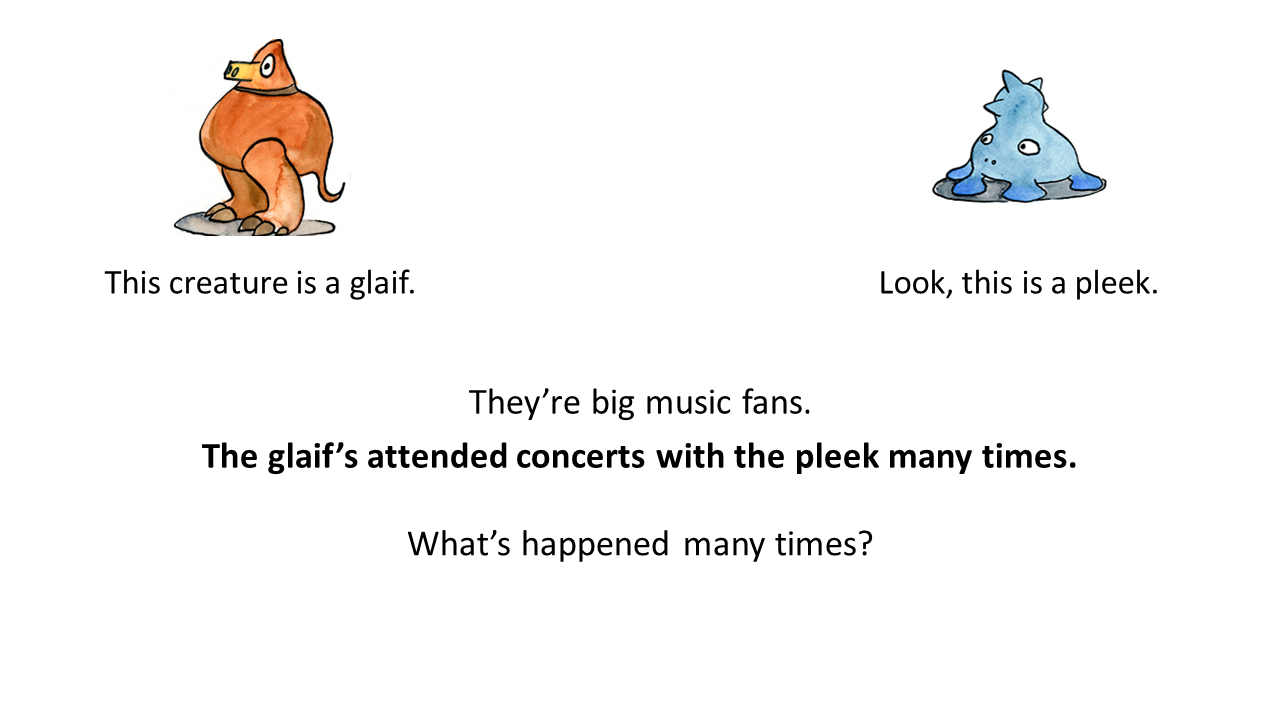 This creature is a glaif.
Look, this is a pleek.
They’re big music fans.
The glaif’s attended concerts with the pleek many times.
What’s happened many times?